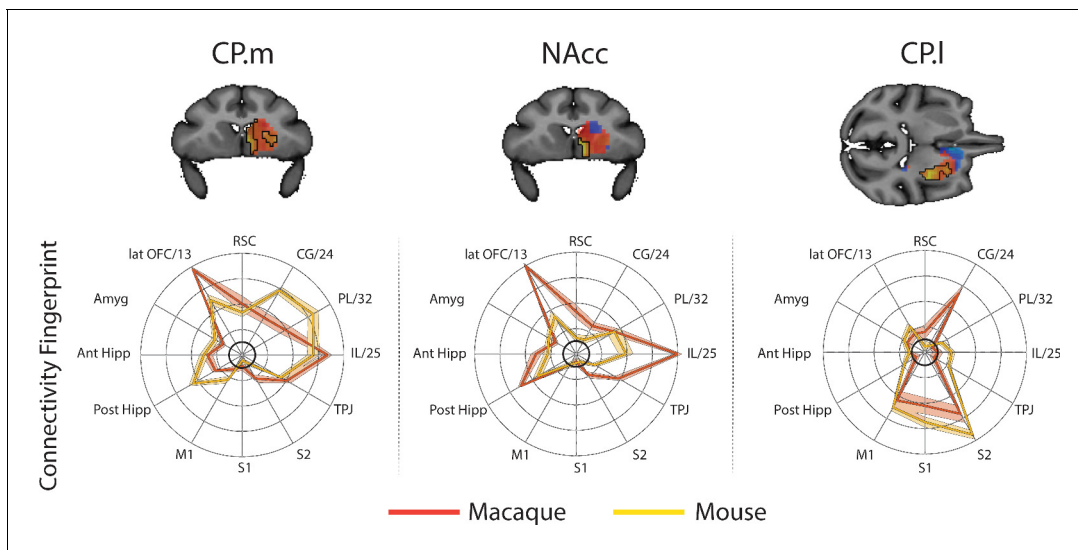 CP.m
NAcc
CP.l
Connectivity Fingerprint
RSC
CG/24
PL/32
IL/25
TPJ
S2
S1
M1
Post Hipp
Ant Hipp
Amyg
lat OFC/13
RSC
CG/24
PL/32
IL/25
TPJ
S2
S1
M1
Post Hipp
Ant Hipp
Amyg
lat OFC/13
RSC
CG/24
PL/32
IL/25
TPJ
S2
S1
M1
Post Hipp
Ant Hipp
Amyg
lat OFC/13
Macaque
Mouse